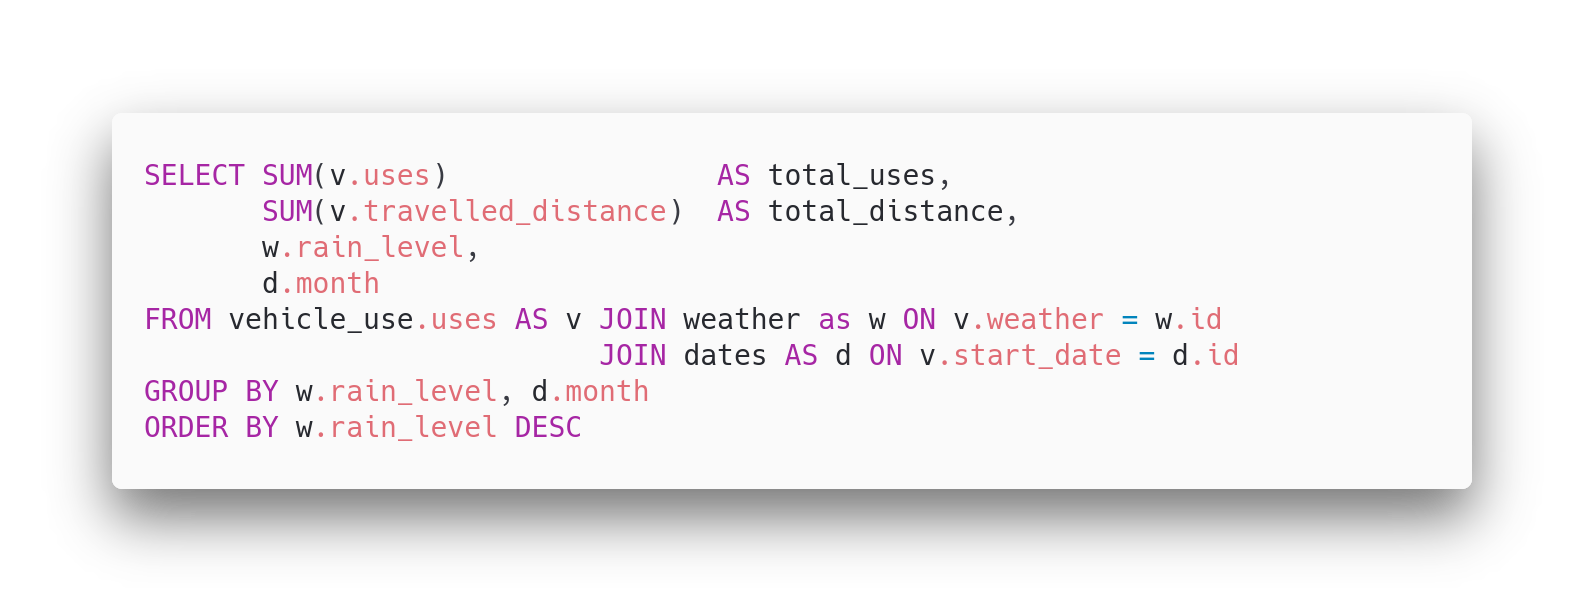 SELECT SUM(v.uses)                AS total_uses,
       SUM(v.travelled_distance)  AS total_distance,
       w.rain_level,
       d.month
FROM vehicle_use.uses AS v JOIN weather as w ON v.weather = w.id
                           JOIN dates AS d ON v.start_date = d.id
GROUP BY w.rain_level, d.month
ORDER BY w.rain_level DESC